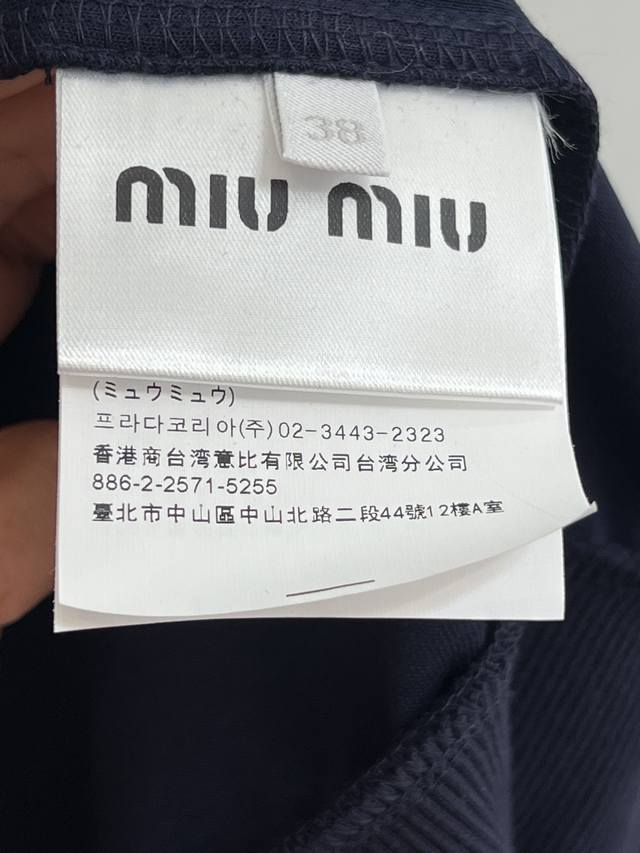 38
miu miu
(ミュウミュウ)
프라다코리아(주)02-3443-2323
香港商台湾意比有限公司台湾分公司
886-2-2571-5255
臺北市中山區中山北路二段44號12樓A室